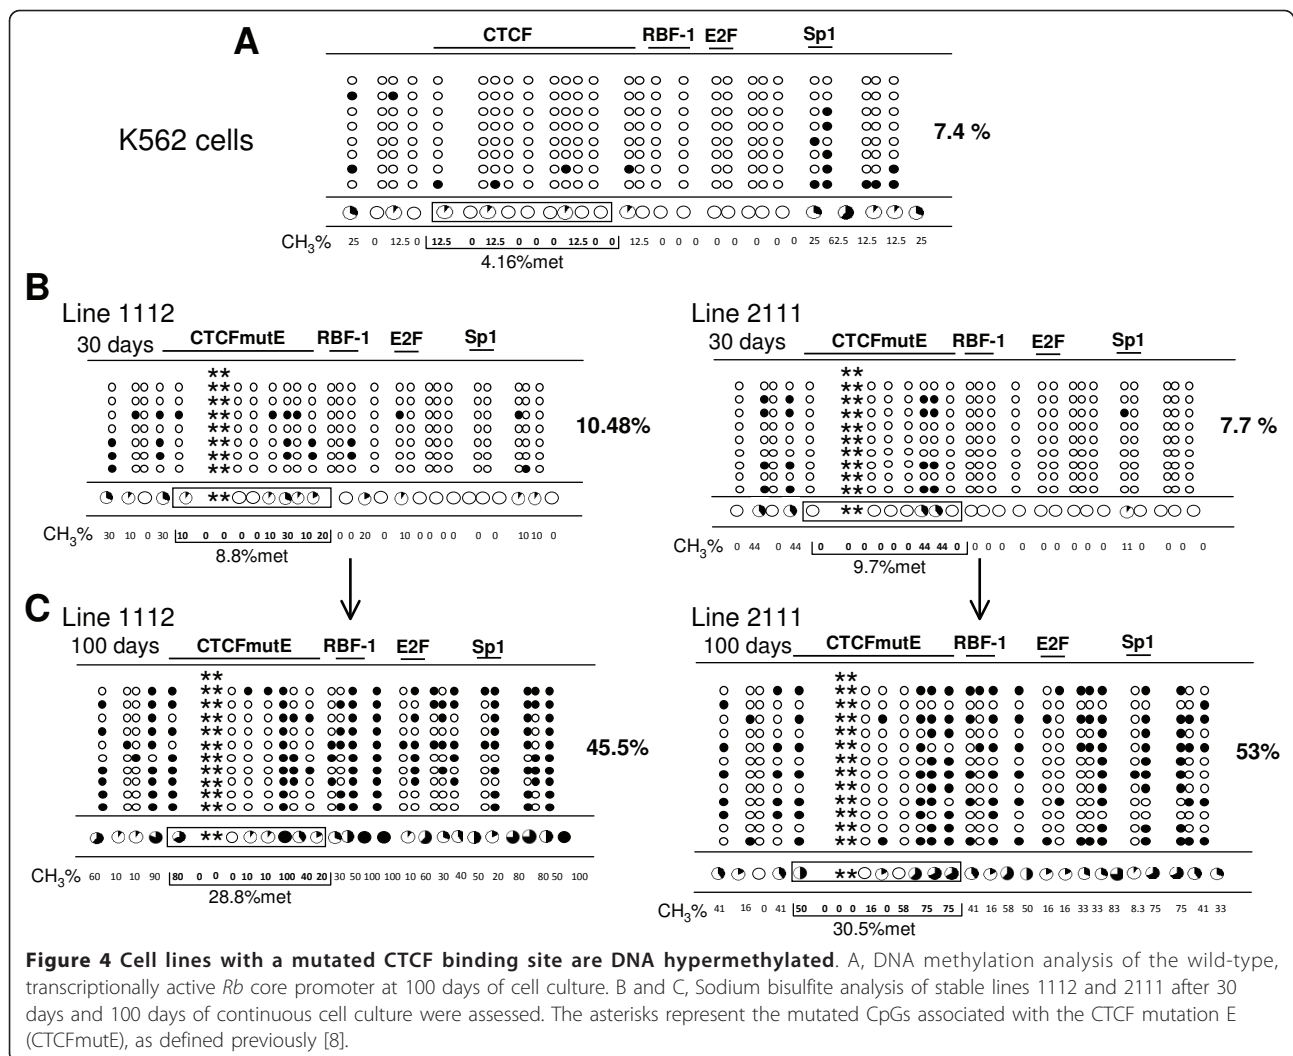 A
CTCF RBF-1 E2F Sp1
K562 cells
7.4 %
CH3% 25 0 12.5 0 12.5 0 12.5 0 0 0 12.5 0 0 12.5 0 0 0 0 0 0 0 0 0 25 62.5 12.5 12.5 25
4.16%met
B
Line 1112
30 days
CTCFmutE RBF-1 E2F Sp1
**
**
**
**
**
**
**
**
10.48%
**
CH3% 30 10 0 30 10 0 0 0 0 10 30 10 20 0 0 20 0 10 0 0 0 0 0 0 10 10 0
8.8%met
Line 2111
30 days
CTCFmutE RBF-1 E2F Sp1
**
**
**
**
**
**
**
**
**
**
7.7 %
**
CH3% 0 44 0 44 0 0 0 0 0 0 44 44 0 0 0 0 0 0 0 0 0 0 11 0 0 0 0
9.7%met
C
Line 1112
100 days
CTCFmutE RBF-1 E2F Sp1
**
**
**
**
**
**
**
**
**
**
**
45.5%
**
CH3% 60 10 10 90 80 0 0 0 10 10 100 40 20 30 50 100 100 10 60 30 40 50 20 80 80 50 100
28.8%met
Line 2111
100 days
CTCFmutE RBF-1 E2F Sp1
**
**
**
**
**
**
**
**
**
**
**
**
**
53%
**
CH3% 41 16 0 41 50 0 0 0 16 0 58 75 75 41 16 58 50 16 16 33 33 83 8.3 75 75 41 33
30.5%met
Figure 4 Cell lines with a mutated CTCF binding site are DNA hypermethylated. A, DNA methylation analysis of the wild-type,
transcriptionally active Rb core promoter at 100 days of cell culture. B and C, Sodium bisulfite analysis of stable lines 1112 and 2111 after 30
days and 100 days of continuous cell culture were assessed. The asterisks represent the mutated CpGs associated with the CTCF mutation E
(CTCFmutE), as defined previously [8].